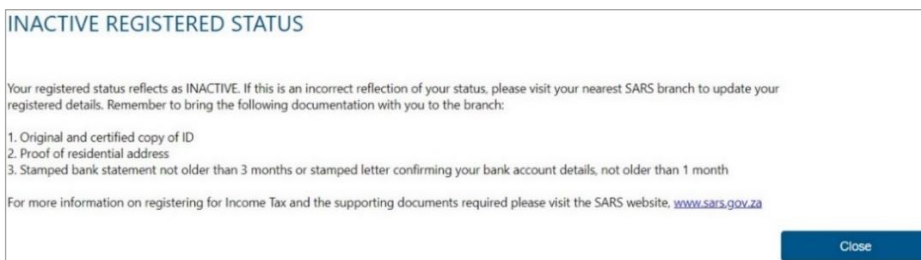 INACTIVE REGISTERED STATUS
Your registered status reflects as INACTIVE. If this is an incorrect reflection of your status, please visit your nearest SARS branch to update your
registered details. Remember to bring the following documentation with you to the branch:
1. Original and certified copy of ID
2. Proof of residential address
3. Stamped bank statement not older than 3 months or stamped letter confirming your bank account details, not older than 1 month
For more information on registering for Income Tax and the supporting documents required please visit the SARS website, www.sars.gov.za
Close